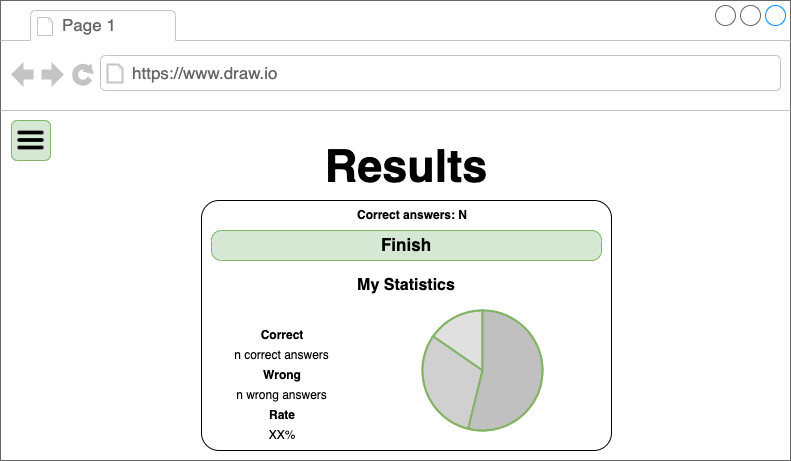 Page 1
https://www.draw.io
Results
Correct answers: N
Finish
My Statistics
Correct
n correct answers
Wrong
n wrong answers
Rate
XX%